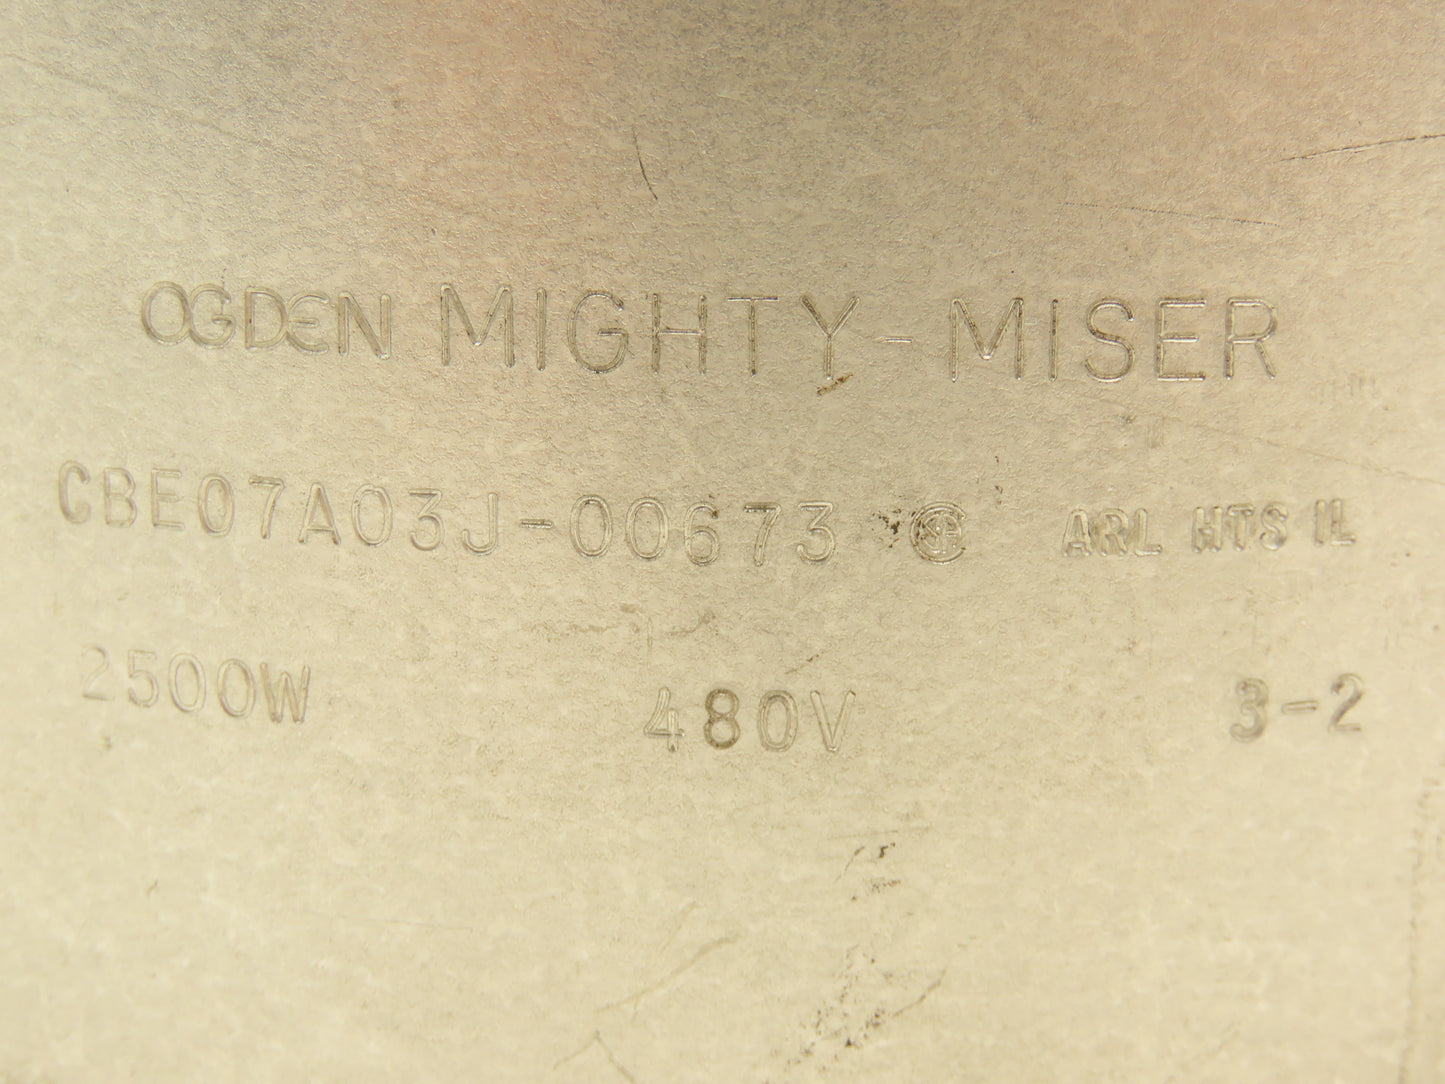 OGDEN MIGHTY-MISER
CBE07A03J-00673 ARL HTS IL
2500W 480V 3-2